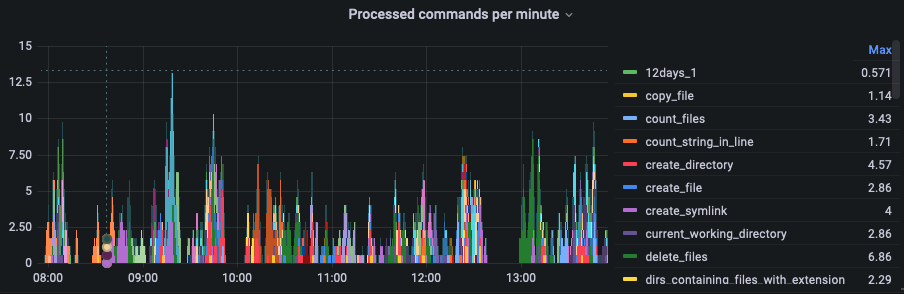 Processed commands per minute
Max
15
12.5
10
7.50
5
2.50
0
08:00 09:00 10:00 11:00 12:00 13:00
12days_1 0.571
copy_file 1.14
count_files 3.43
count_string_in_line 1.71
create_directory 4.57
create_file 2.86
create_symlink 4
current_working_directory 2.86
delete_files 6.86
dirs_containing_files_with_extension 2.29